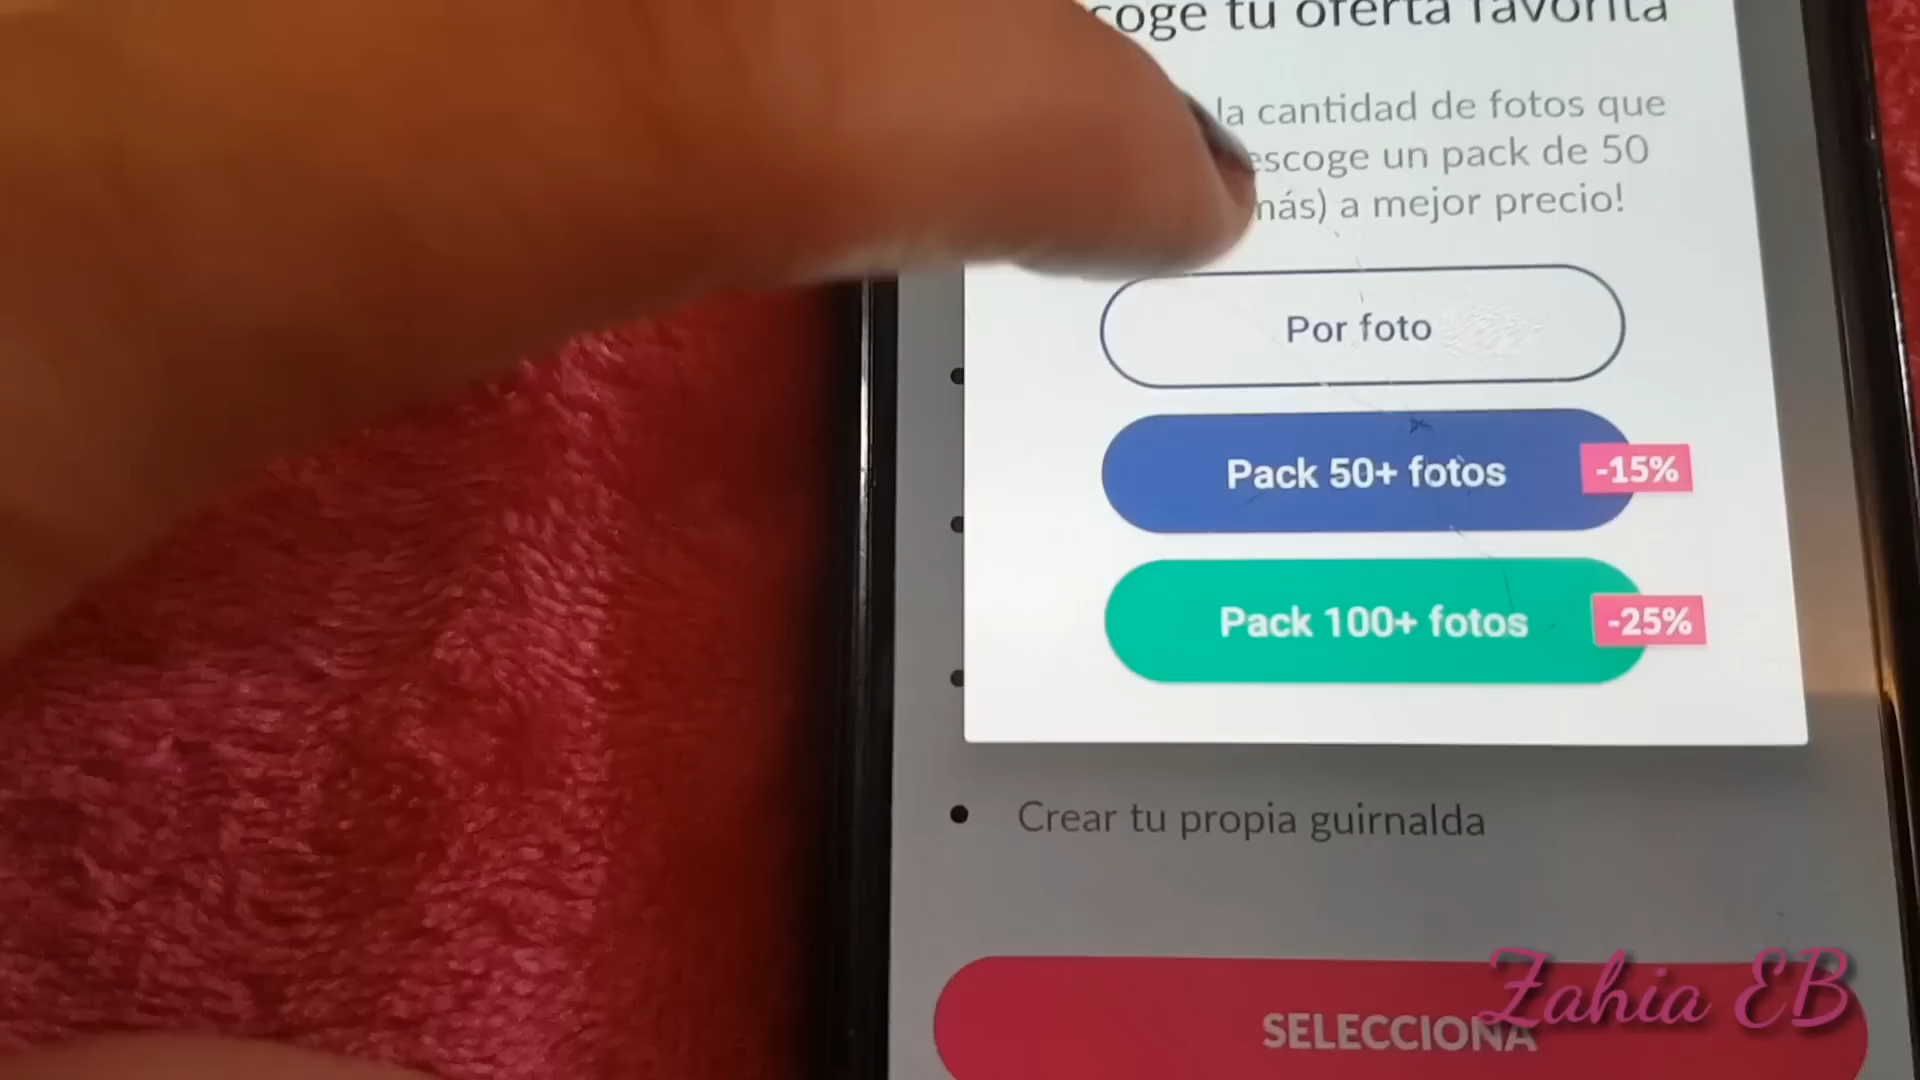 oge tu oferta favorita
la cantidad de fotos que
escoge un pack de 50
más) a mejor precio!
Por foto
Pack 50+ fotos
-15%
Pack 100+ fotos
-25%
Crear tu propia guirnalda
SELECCIONA
Zahia EB